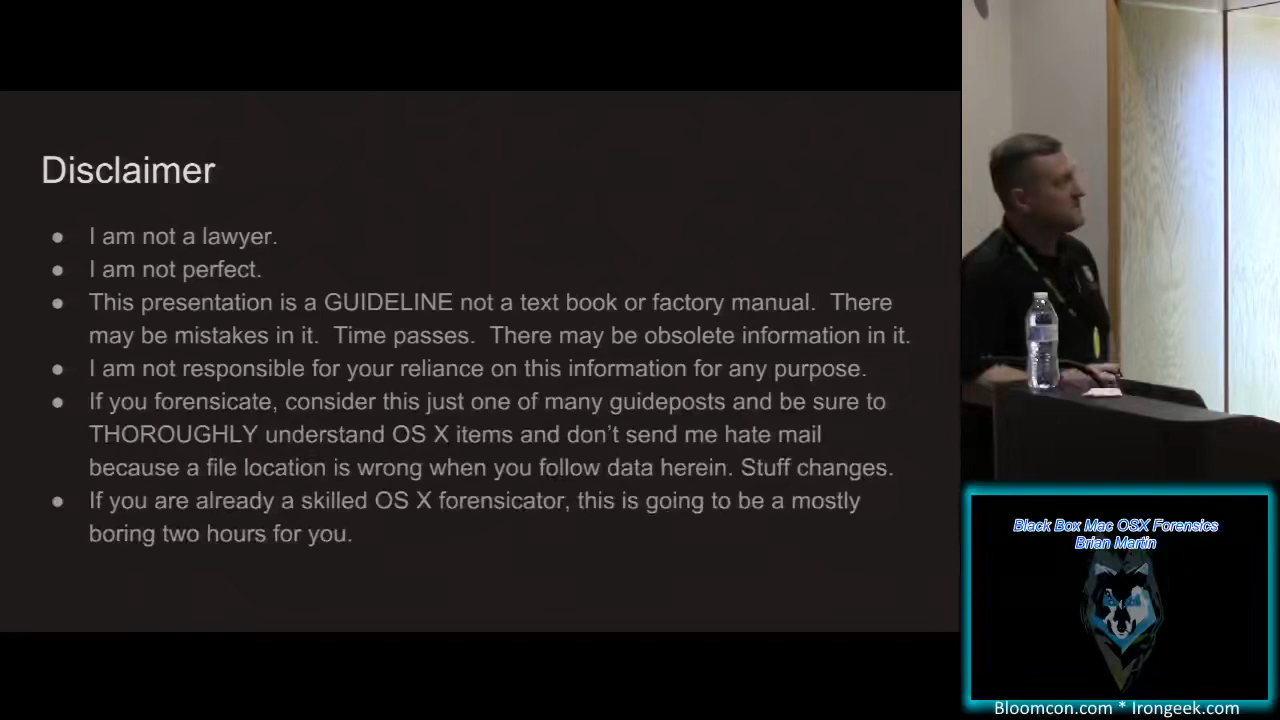 Disclaimer
● I am not a lawyer.
● I am not perfect.
● This presentation is a GUIDELINE not a text book or factory manual.  There
may be mistakes in it.  Time passes.  There may be obsolete information in it.
● I am not responsible for your reliance on this information for any purpose.
● If you forensicate, consider this just one of many guideposts and be sure to
THOROUGHLY understand OS X items and don't send me hate mail
because a file location is wrong when you follow data herein. Stuff changes.
● If you are already a skilled OS X forensicator, this is going to be a mostly
boring two hours for you.
Black Box Mac OSX Forensics
Brian Martin
Bloomcon.com * Irongeek.com